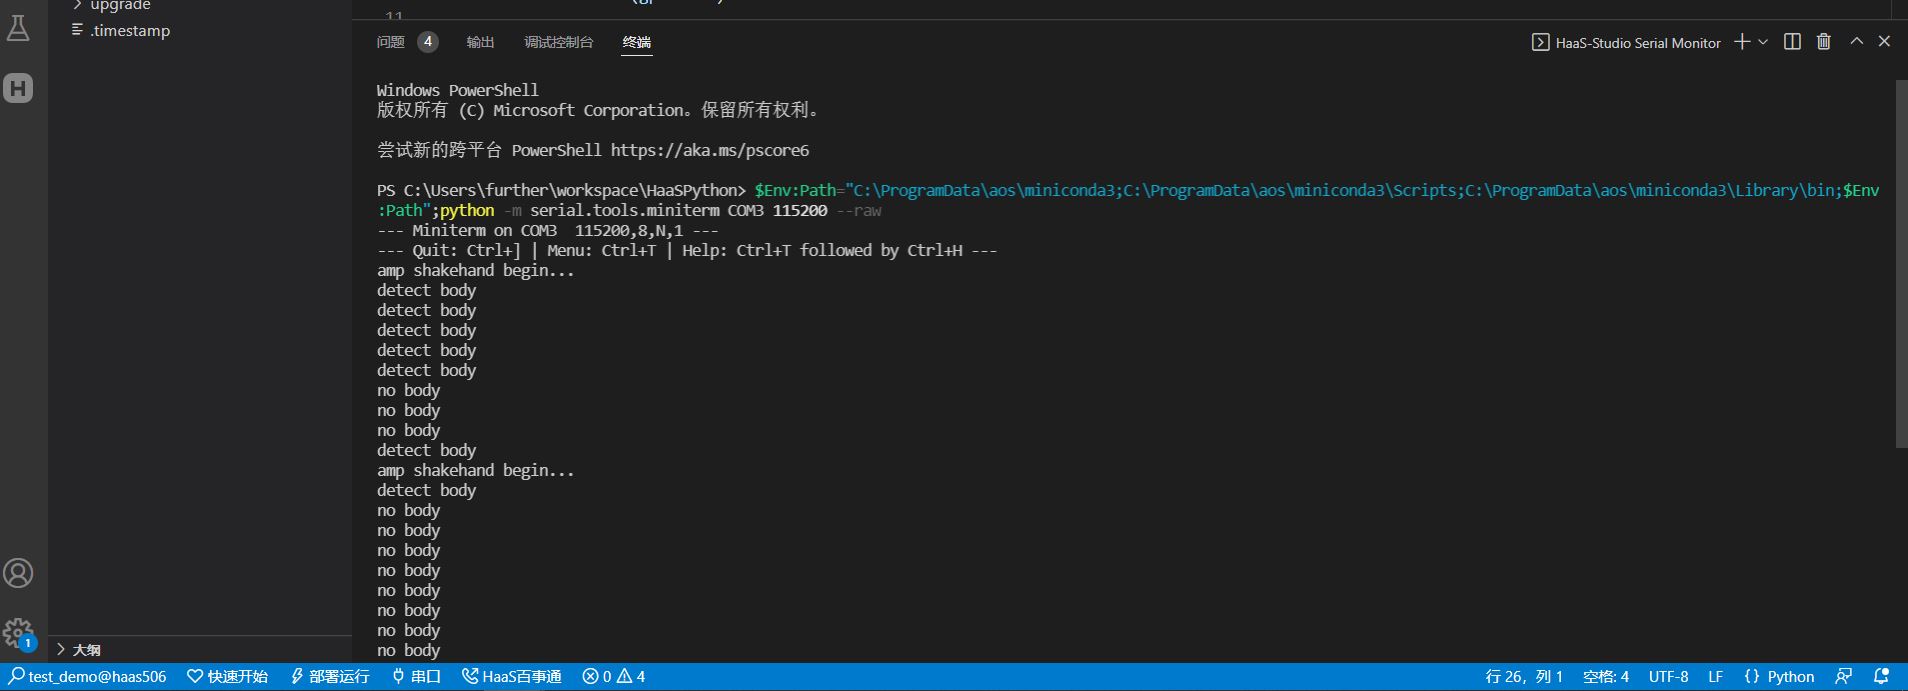 upgrade
.timestamp
11
问题 4 输出 调试控制台 终端
HaaS-Studio Serial Monitor
Windows PowerShell
版权所有 (C) Microsoft Corporation。保留所有权利。
尝试新的跨平台 PowerShell https://aka.ms/pscore6
PS C:\Users\further\workspace\HaaSPython> $Env:Path="C:\ProgramData\aos\miniconda3;C:\ProgramData\aos\miniconda3\Scripts;C:\ProgramData\aos\miniconda3\Library\bin;$Env
:Path";python -m serial.tools.miniterm COM3 115200 --raw
--- Miniterm on COM3  115200,8,N,1 ---
--- Quit: Ctrl+] | Menu: Ctrl+T | Help: Ctrl+T followed by Ctrl+H ---
amp shakehand begin...
detect body
detect body
detect body
detect body
detect body
no body
no body
no body
detect body
amp shakehand begin...
detect body
no body
no body
no body
no body
no body
no body
no body
no body
H
1
大纲
test_demo@haas506 快速开始 部署运行 串口 HaaS百事通 0 4
行 26，列 1 空格: 4 UTF-8 LF {} Python